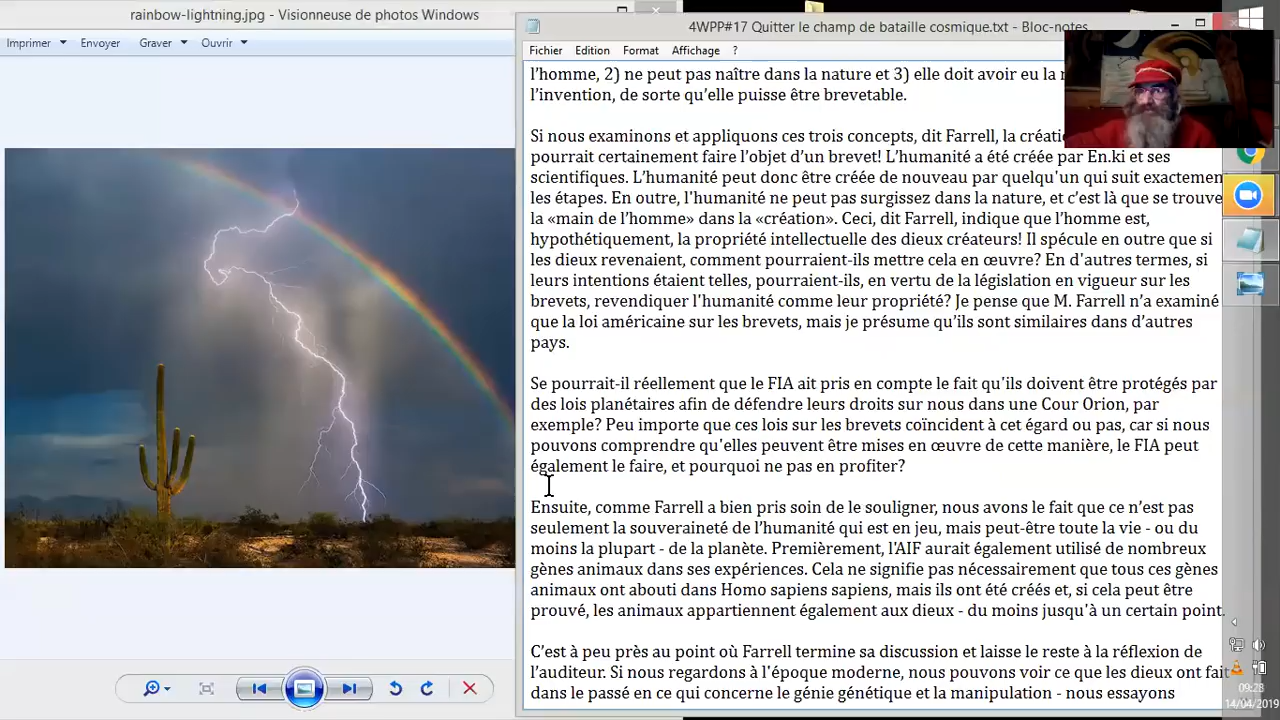 rainbow-lightning.jpg - Visionneuse de photos Windows
Imprimer Envoyer Graver Ouvrir
4WPP#17 Quitter le champ de bataille cosmique.txt - Bloc-notes
Fichier Edition Format Affichage ?
l’homme, 2) ne peut pas naître dans la nature et 3) elle doit avoir eu la
l’invention, de sorte qu’elle puisse être brevetable.
Si nous examinons et appliquons ces trois concepts, dit Farrell, la
pourrait certainement faire l’objet d’un brevet! L’humanité a été créée par En.ki et ses
scientifiques. L’humanité peut donc être créée de nouveau par quelqu'un qui suit
les étapes. En outre, l'humanité ne peut pas surgissez dans la nature, et c’est là que se trouve
la «main de l’homme» dans la «création». Ceci, dit Farrell, indique que l’homme est,
hypothétiquement, la propriété intellectuelle des dieux créateurs! Il spécule en outre que si
les dieux revenaient, comment pourraient-ils mettre cela en œuvre? En d'autres termes, si
leurs intentions étaient telles, pourraient-ils, en vertu de la législation en vigueur sur les
brevets, revendiquer l'humanité comme leur propriété? Je pense que M. Farrell n’a examiné
que la loi américaine sur les brevets, mais je présume qu’ils sont similaires dans d’autres
pays.
Se pourrait-il réellement que le FIA ait pris en compte le fait qu'ils doivent être protégés par
des lois planétaires afin de défendre leurs droits sur nous dans une Cour Orion, par
exemple? Peu importe que ces lois sur les brevets coïncident à cet égard ou pas, car si nous
pouvons comprendre qu'elles peuvent être mises en œuvre de cette manière, le FIA peut
également le faire, et pourquoi ne pas en profiter?
Ensuite, comme Farrell a bien pris soin de le souligner, nous avons le fait que ce n’est pas
seulement la souveraineté de l’humanité qui est en jeu, mais peut-être toute la vie - ou du
moins la plupart - de la planète. Premièrement, l'AIF aurait également utilisé de nombreux
gènes animaux dans ses expériences. Cela ne signifie pas nécessairement que tous ces gènes
animaux ont abouti dans Homo sapiens sapiens, mais ils ont été créés et, si cela peut être
prouvé, les animaux appartiennent également aux dieux - du moins jusqu'à un certain point.
C’est à peu près au point où Farrell termine sa discussion et laisse le reste à la réflexion de
l’auditeur. Si nous regardons à l'époque moderne, nous pouvons voir ce que les dieux ont fait
dans le passé en ce qui concerne le génie génétique et la manipulation - nous essayons
09:28
14/04/2019